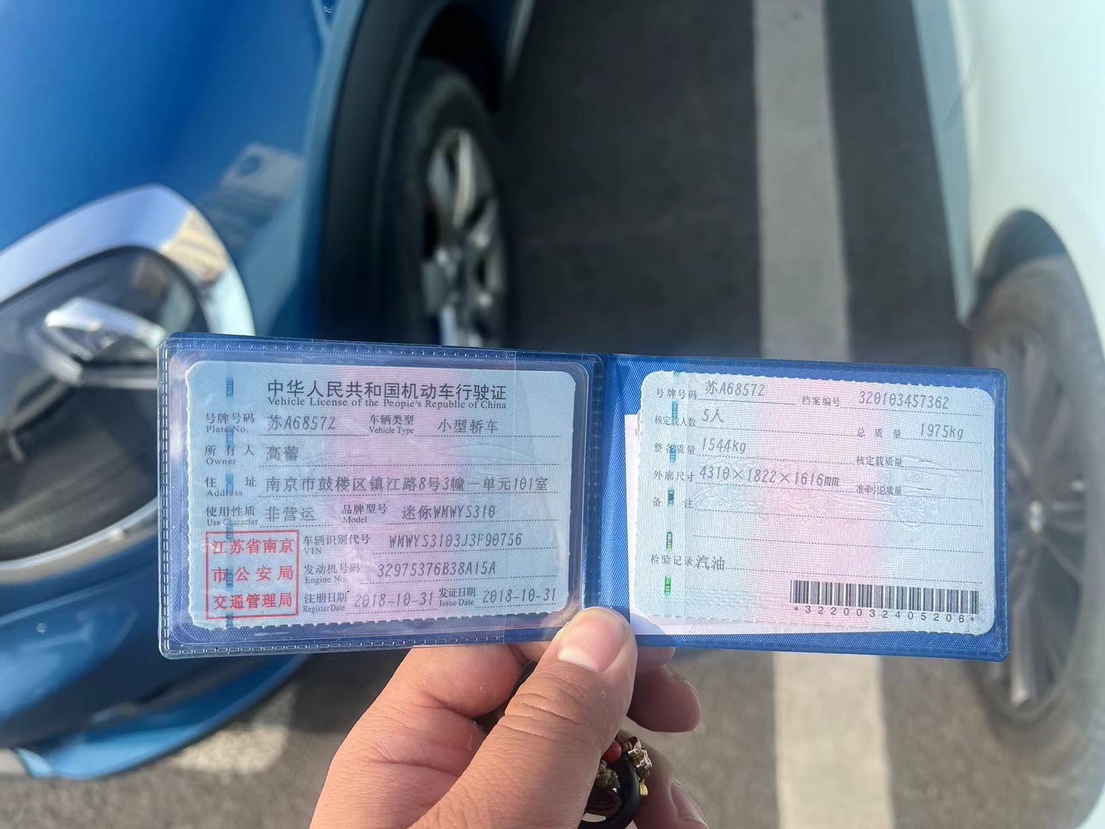 中华人民共和国机动车行驶证
Vehicle License of the People's Republic of China
号牌号码 苏A68572 车辆类型 小型轿车
Plate No. Vehicle Type
所有人 高蕾
Owner
住址 南京市鼓楼区镇江路8号3幢一单元101室
Address
使用性质 非营运 品牌型号 迷你WMWYS310
Use Character Model
江苏省南京
市公安局
交通管理局
车辆识别代号 WMWYS3103J3F90756
VIN
发动机号码 32975376B38A15A
Engine No.
注册日期 2018-10-31 发证日期 2018-10-31
Register Date Issue Date
号牌号码 苏A68572 档案编号 320103457362
核定载人数 5人 总质量 1975kg
整备质量 1544kg 核定载质量
外廓尺寸 4310×1822×1616mm 准牵引总质量
备注
检验记录 汽油
*3220032405206*